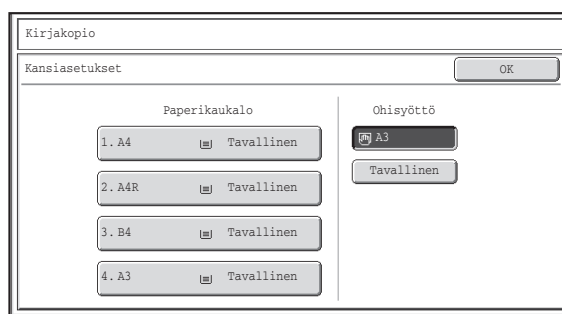 Kirjakopio
Kansiasetukset
OK
Paperikaukalo
Ohisyöttö
1. A4 Tavallinen
A3
2. A4R Tavallinen
Tavallinen
3. B4 Tavallinen
4. A3 Tavallinen